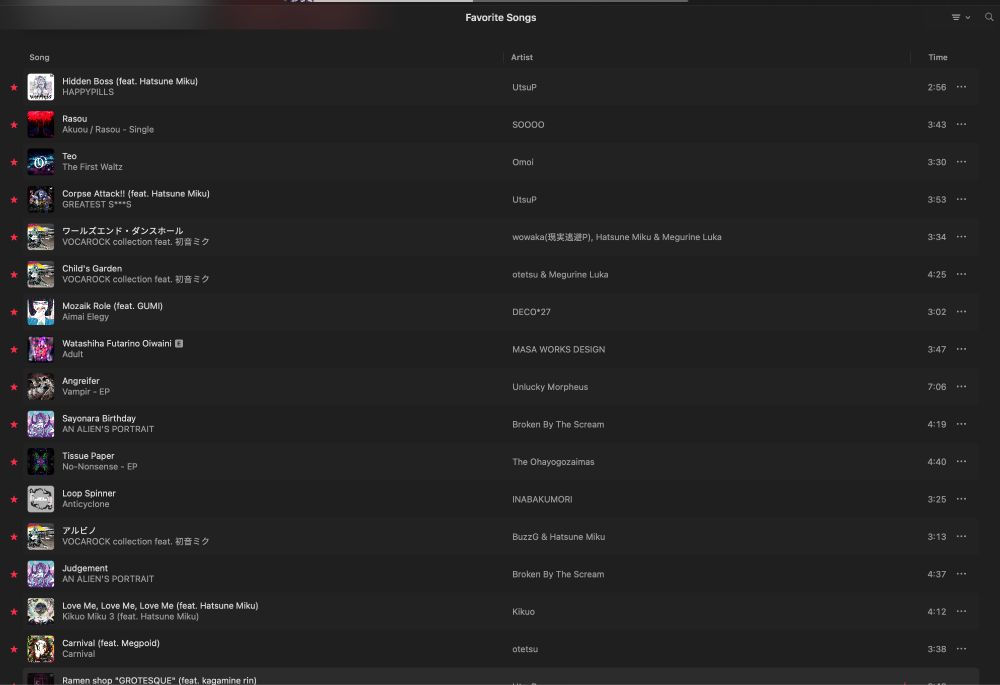 Favorite Songs
Song Artist Time
Hidden Boss (feat. Hatsune Miku)
HAPPYPILLS
UtsuP
2:56
Rasou
Akuou / Rasou - Single
SOOOO
3:43
Teo
The First Waltz
Omoi
3:30
Corpse Attack!! (feat. Hatsune Miku)
GREATEST S***S
UtsuP
3:53
ワールズエンド・ダンスホール
VOCAROCK collection feat. 初音ミク
wowaka(現実逃避P), Hatsune Miku & Megurine Luka
3:34
Child's Garden
VOCAROCK collection feat. 初音ミク
otetsu & Megurine Luka
4:25
Mozaik Role (feat. GUMI)
Aimai Elegy
DECO*27
3:02
Watashiha Futarino Oiwaini E
Adult
MASA WORKS DESIGN
3:47
Angreifer
Vampir - EP
Unlucky Morpheus
7:06
Sayonara Birthday
AN ALIEN'S PORTRAIT
Broken By The Scream
4:19
Tissue Paper
No-Nonsense - EP
The Ohayogozaimas
4:40
Loop Spinner
Anticyclone
INABAKUMORI
3:25
アルビノ
VOCAROCK collection feat. 初音ミク
BuzzG & Hatsune Miku
3:13
Judgement
AN ALIEN'S PORTRAIT
Broken By The Scream
4:37
Love Me, Love Me, Love Me (feat. Hatsune Miku)
Kikuo Miku 3 (feat. Hatsune Miku)
Kikuo
4:12
Carnival (feat. Megpoid)
Carnival
otetsu
3:38
Ramen shop "GROTESQUE" (feat. kagamine rin)